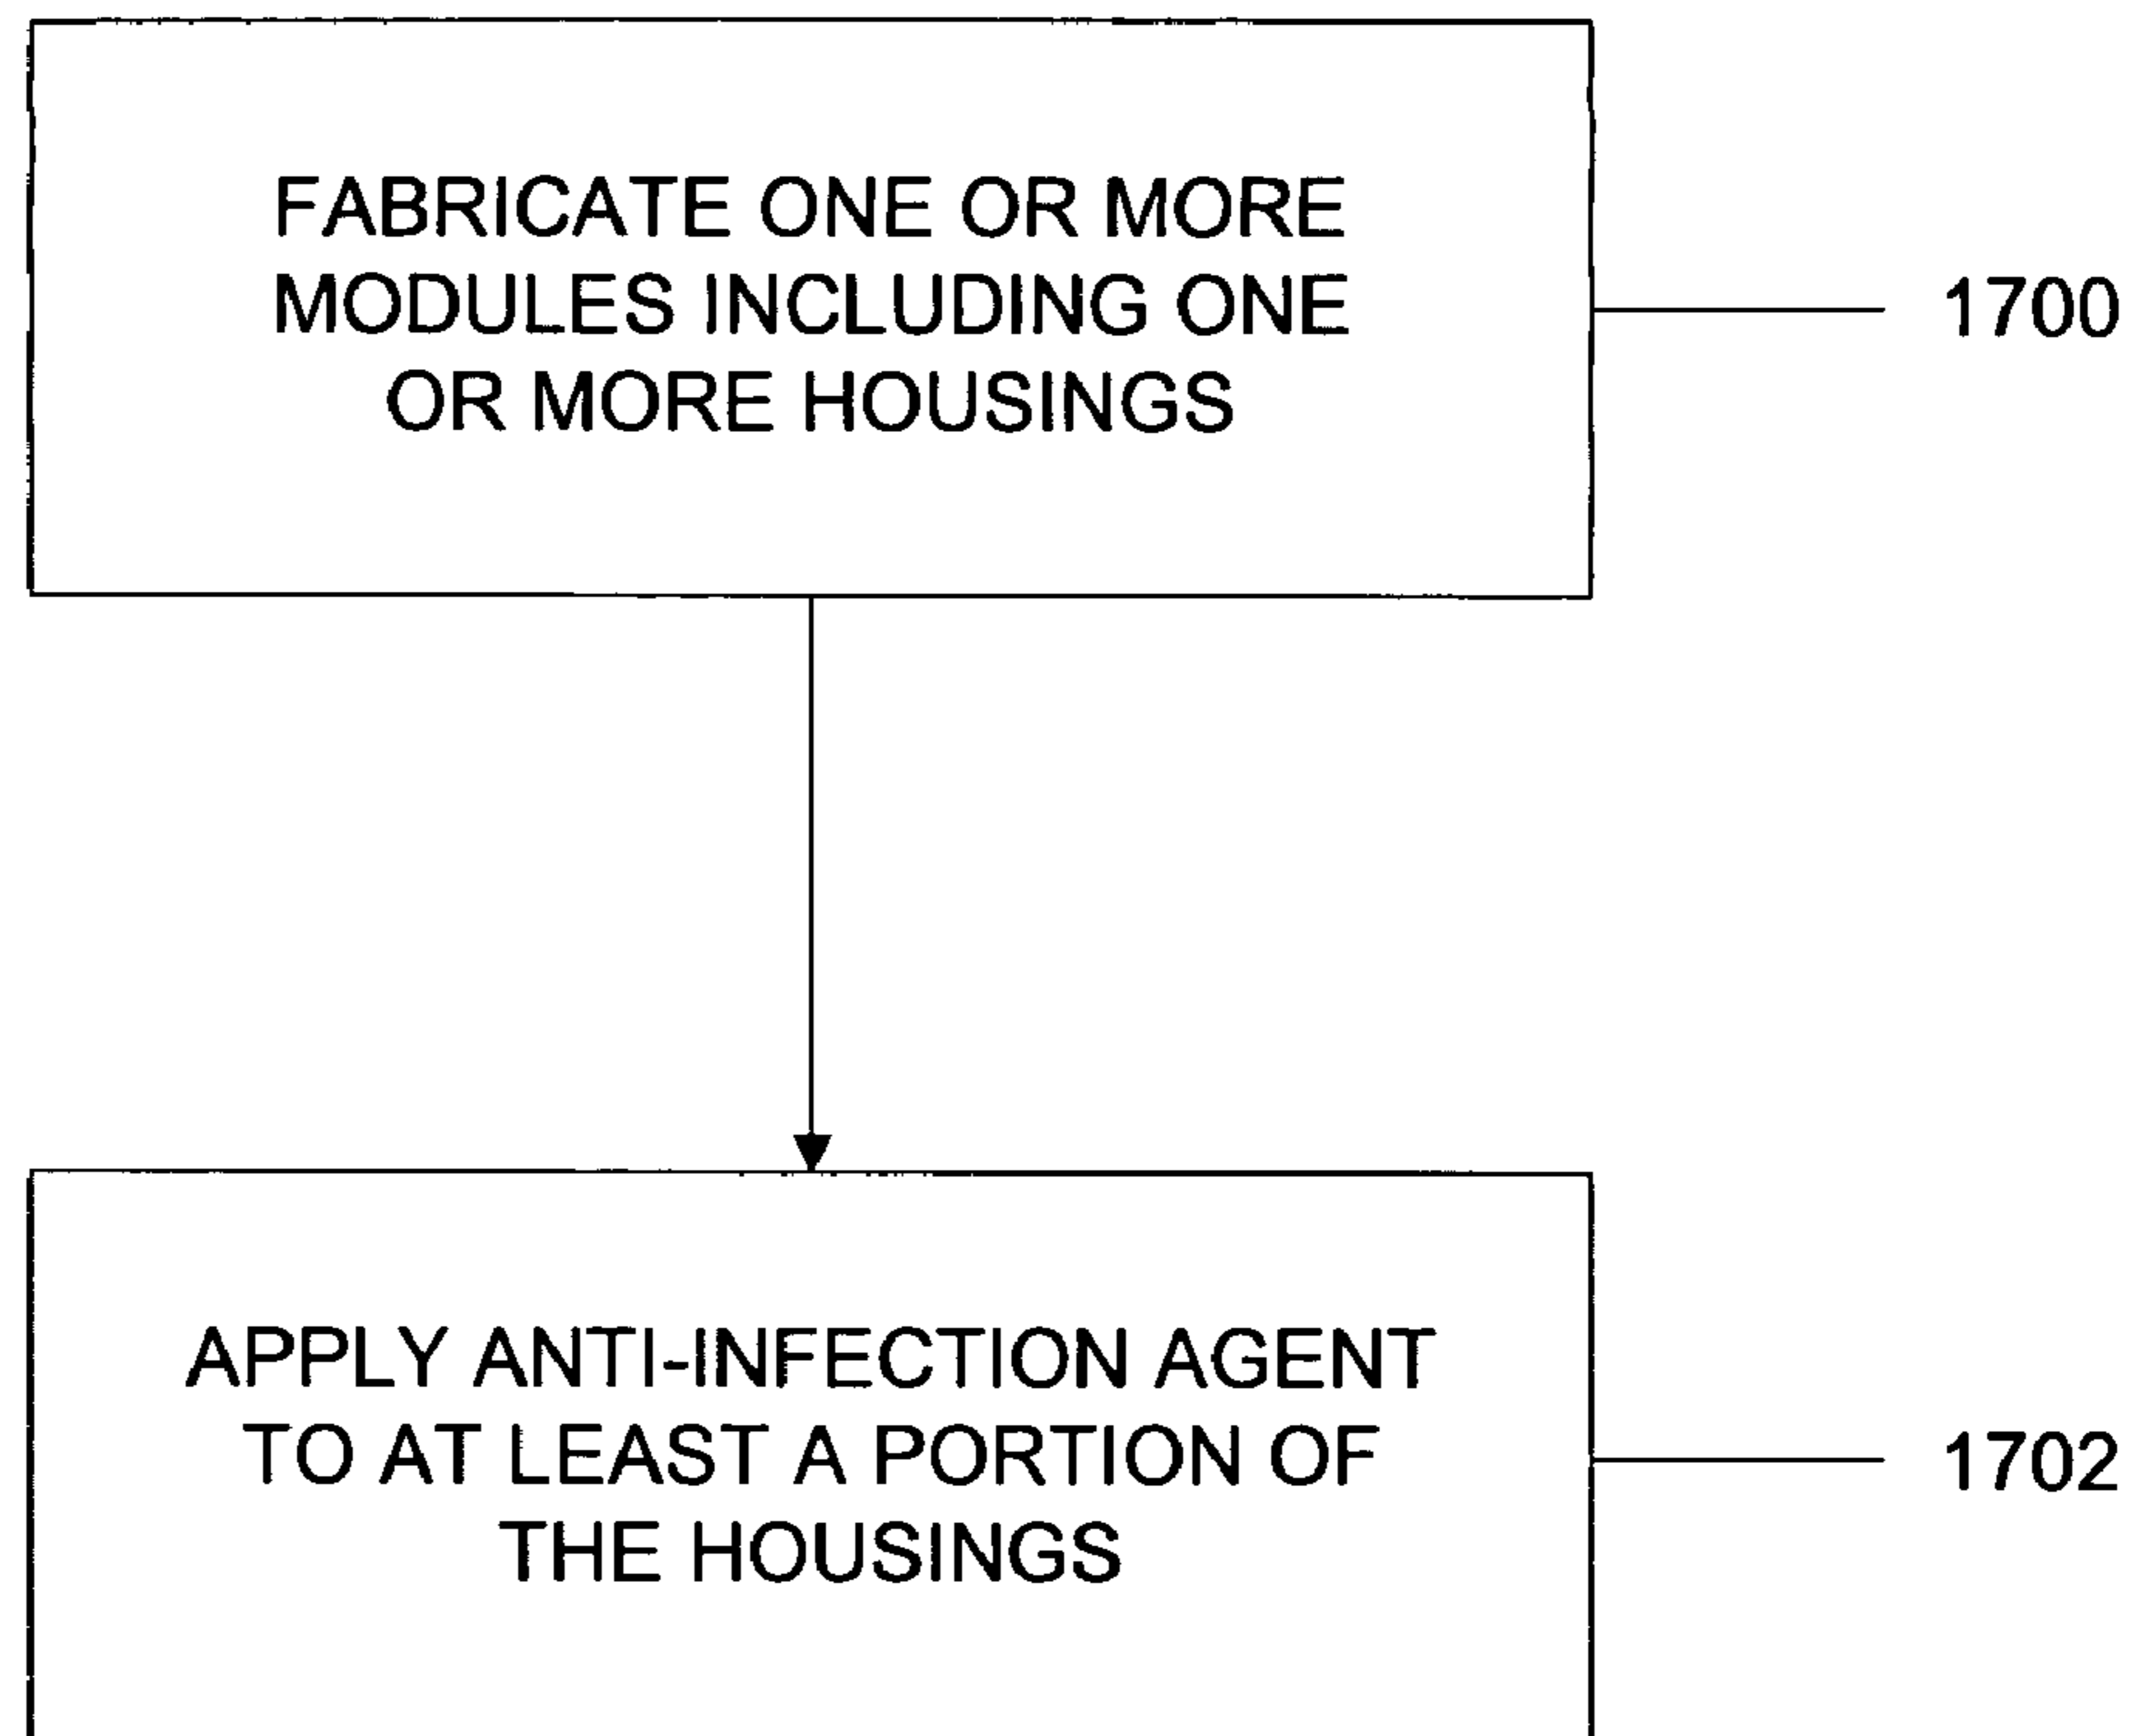 FABRICATE ONE OR MORE
MODULES INCLUDING ONE
OR MORE HOUSINGS
1700
APPLY ANTI-INFECTION AGENT
TO AT LEAST A PORTION OF
THE HOUSINGS
1702